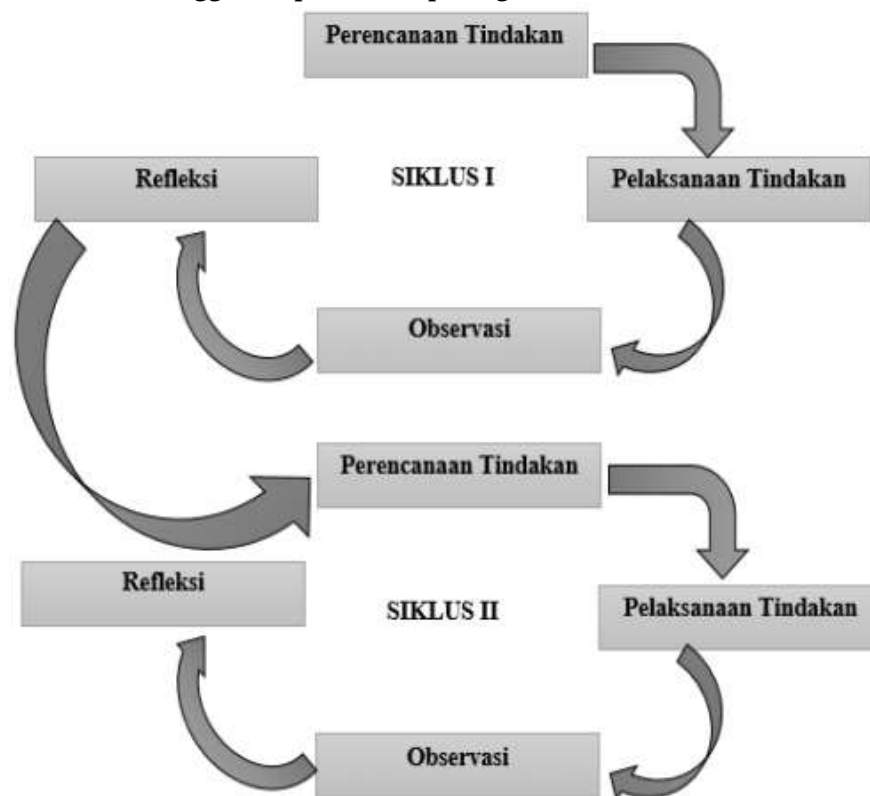 Perencanaan Tindakan
Refleksi
SIKLUS I
Pelaksanaan Tindakan
Observasi
Perencanaan Tindakan
Refleksi
SIKLUS II
Pelaksanaan Tindakan
Observasi